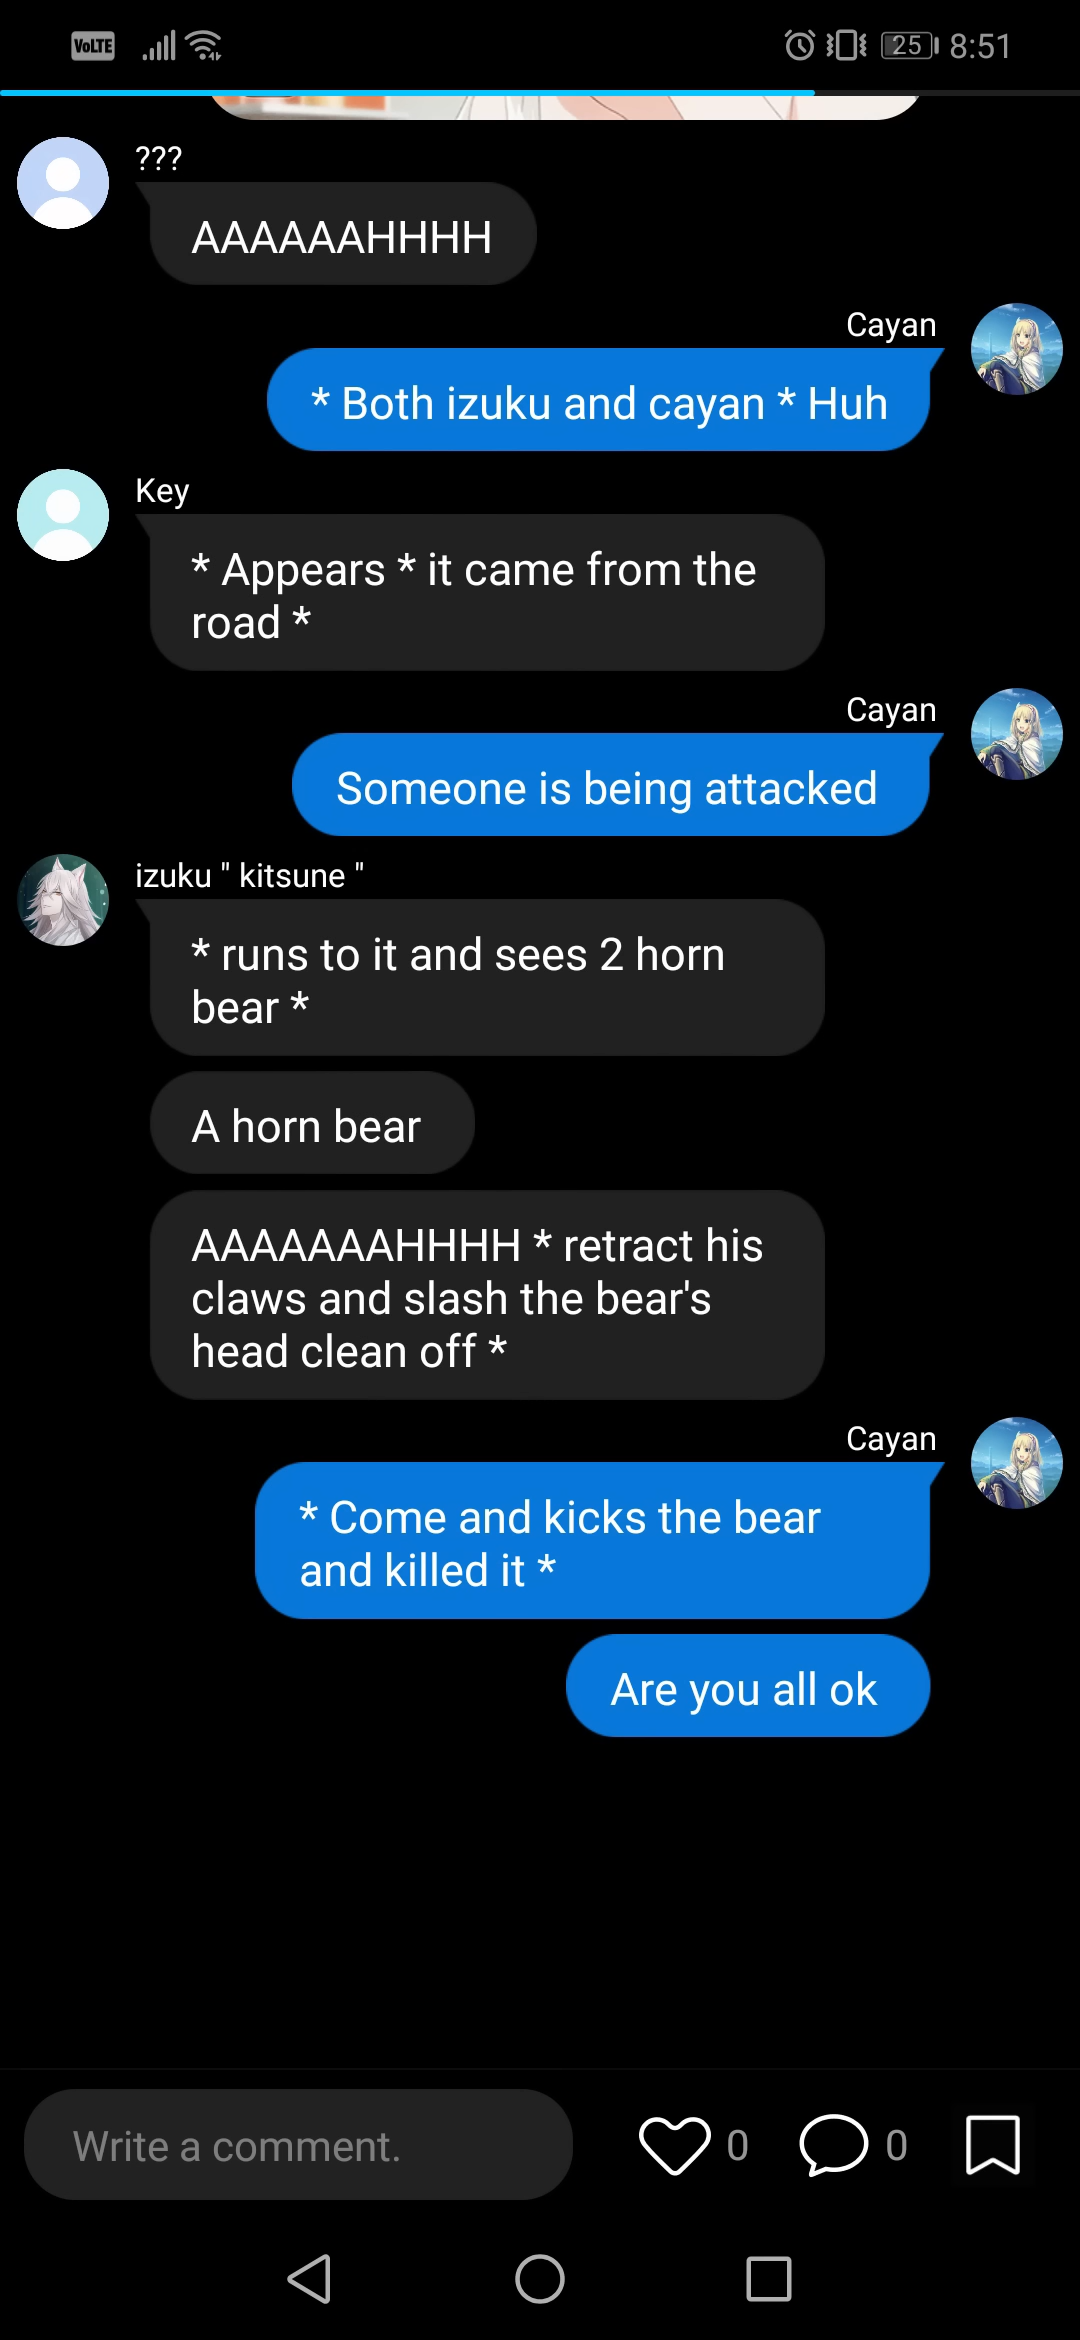 VoLTE 25 8:51
???
AAAAAAHHHH
Cayan
* Both izuku and cayan * Huh
Key
* Appears * it came from the
road *
Cayan
Someone is being attacked
izuku " kitsune "
* runs to it and sees 2 horn
bear *
A horn bear
AAAAAAAHHHH * retract his
claws and slash the bear's
head clean off *
Cayan
* Come and kicks the bear
and killed it *
Are you all ok
Write a comment. 0 0